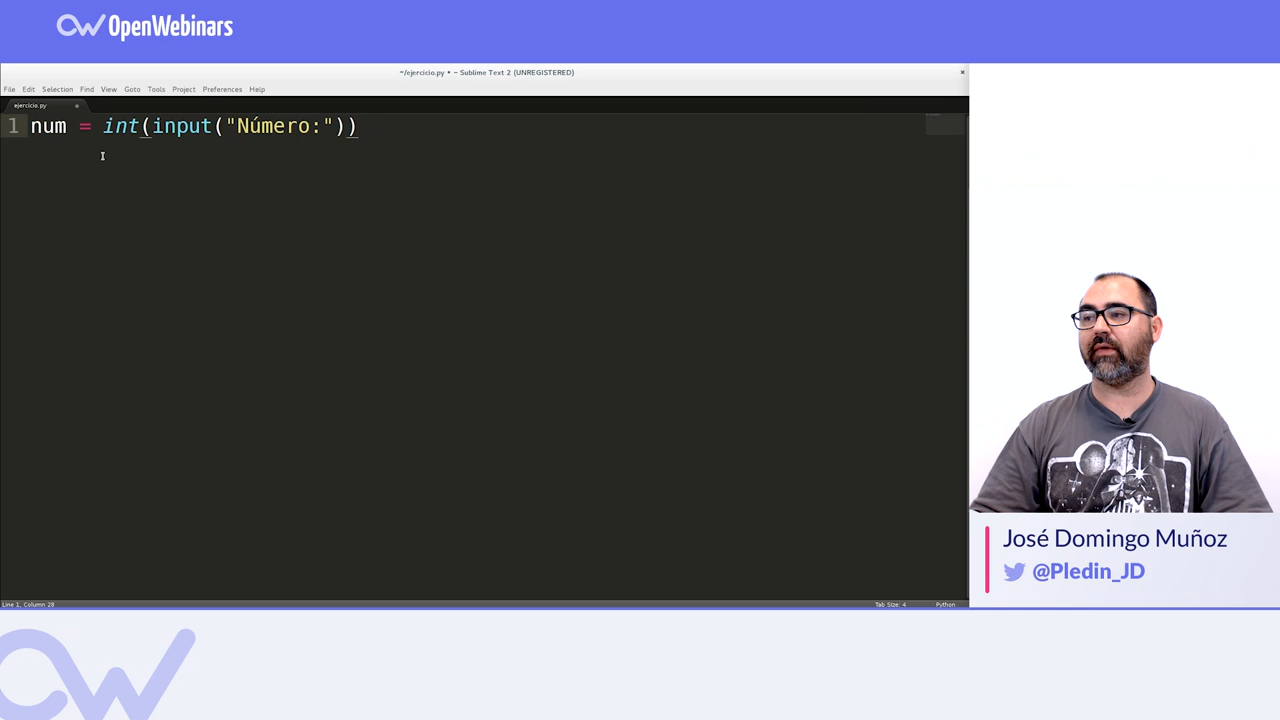 OpenWebinars
~/ejercicio.py • – Sublime Text 2 (UNREGISTERED)
×
File Edit Selection Find View Goto Tools Project Preferences Help
ejercicio.py
1 num = int(input("Número:"))
Line 1, Column 28
Tab Size: 4
Python
José Domingo Muñoz
@Pledin_JD